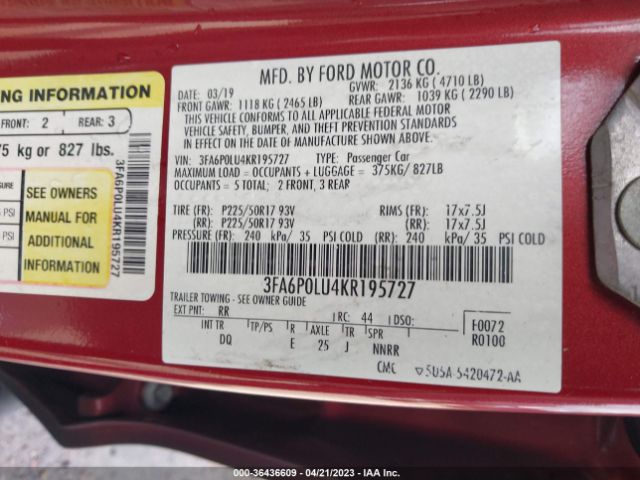 NG INFORMATION
FRONT: 2 REAR: 3
75 kg or 827 lbs.
SURE
PSI
PSI
SEE OWNERS
MANUAL FOR
ADDITIONAL
INFORMATION
3FA6P0LU4KR195727
MFD. BY FORD MOTOR CO.
DATE: 03/19 GVWR: 2136 KG ( 4710 LB)
FRONT GAWR: 1118 KG ( 2465 LB) REAR GAWR: 1039 KG ( 2290 LB)
THIS VEHICLE CONFORMS TO ALL APPLICABLE FEDERAL MOTOR
VEHICLE SAFETY, BUMPER, AND THEFT PREVENTION STANDARDS
IN EFFECT ON THE DATE OF MANUFACTURE SHOWN ABOVE.
VIN: 3FA6P0LU4KR195727 TYPE: Passenger Car
MAXIMUM LOAD = OCCUPANTS + LUGGAGE = 375KG/ 827LB
OCCUPANTS = 5 TOTAL: 2 FRONT, 3 REAR
TIRE (FR): P225/50R17 93V RIMS (FR): 17x7.5J
(RR): P225/50R17 93V (RR): 17x7.5J
PRESSURE (FR): 240 kPa/ 35 PSI COLD (RR): 240 kPa/ 35 PSI COLD
3FA6P0LU4KR195727
TRAILER TOWING - SEE OWNER GUIDE
EXT PNT: RR RC: 44 DSO: F0072
INT TR TP/PS R AXLE TR SPR R0100
DQ E 25 J NNRR
CMC 5U5A-5420472-AA
000-36436609 / 04/21/2023 / IAA Inc.